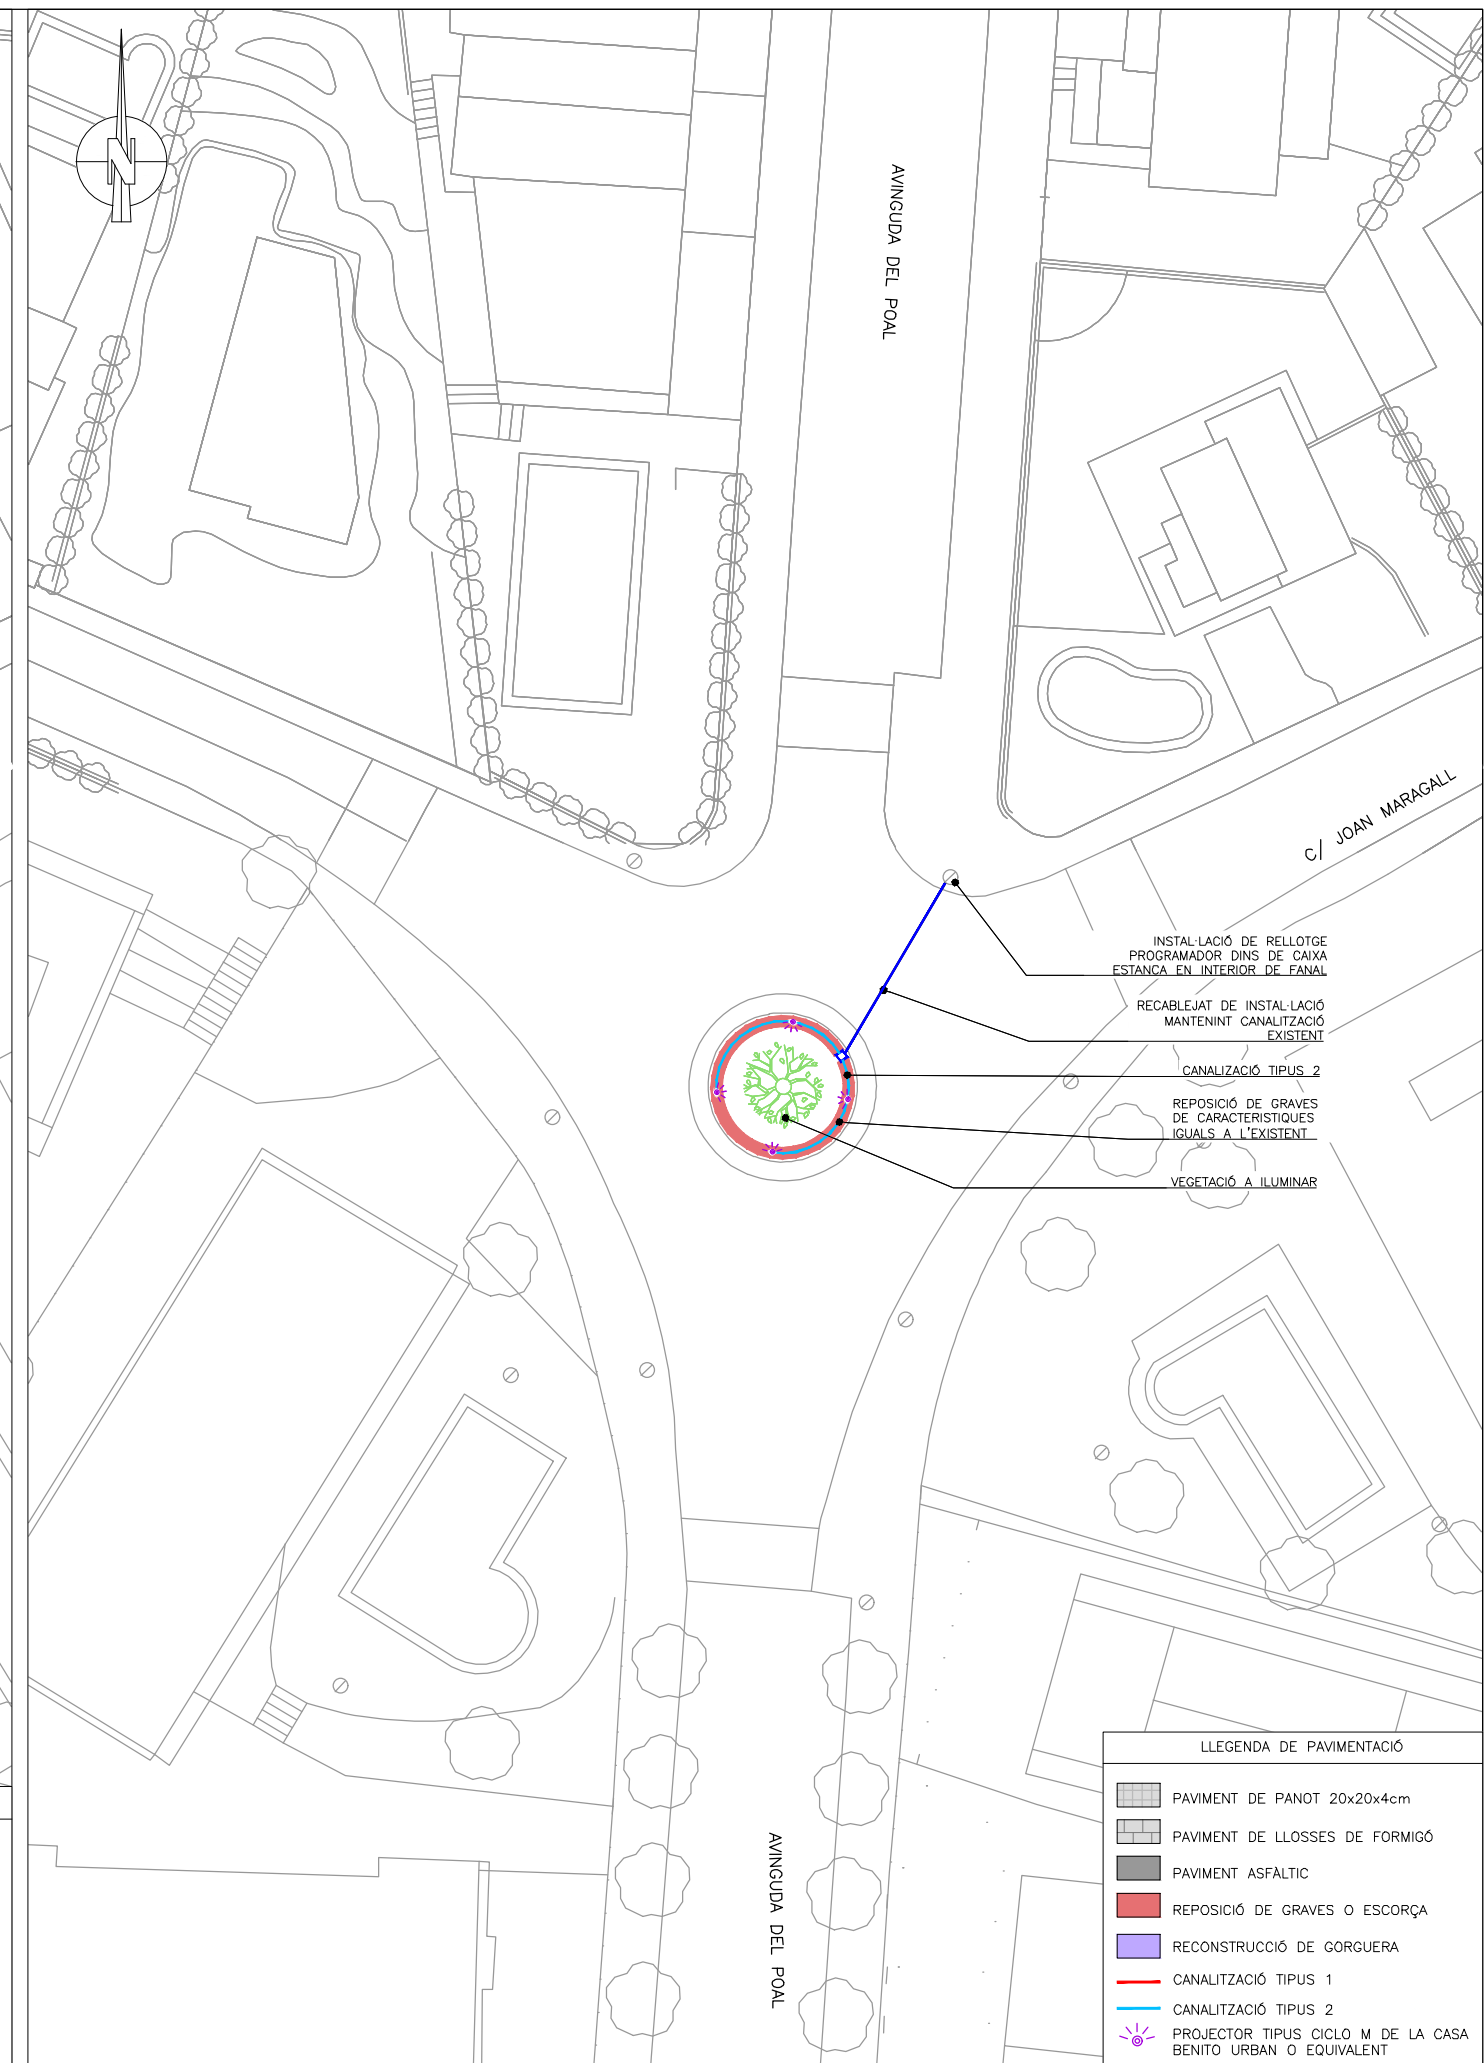 N
AVINGUDA DEL POAL
C/ JOAN MARAGALL
INSTAL·LACIÓ DE RELLOTGE
PROGRAMADOR DINS DE CAIXA
ESTANCA EN INTERIOR DE FANAL
RECABLEJAT DE INSTAL·LACIÓ
MANTENINT CANALITZACIÓ
EXISTENT
CANALIZACIÓ TIPUS 2
REPOSICIÓ DE GRAVES
DE CARACTERISTIQUES
IGUALS A L'EXISTENT
VEGETACIÓ A ILUMINAR
AVINGUDA DEL POAL
LLEGENDA DE PAVIMENTACIÓ
PAVIMENT DE PANOT 20x20x4cm
PAVIMENT DE LLOSSES DE FORMIGÓ
PAVIMENT ASFÀLTIC
REPOSICIÓ DE GRAVES O ESCORÇA
RECONSTRUCCIÓ DE GORGUERA
CANALITZACIÓ TIPUS 1
CANALITZACIÓ TIPUS 2
PROJECTOR TIPUS CICLO M DE LA CASA
BENITO URBAN O EQUIVALENT